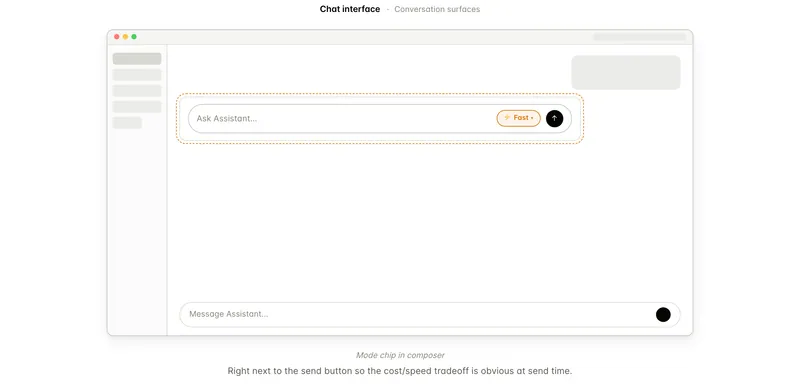 Chat interface · Conversation surfaces
Ask Assistant...
Fast
Message Assistant...
Mode chip in composer
Right next to the send button so the cost/speed tradeoff is obvious at send time.